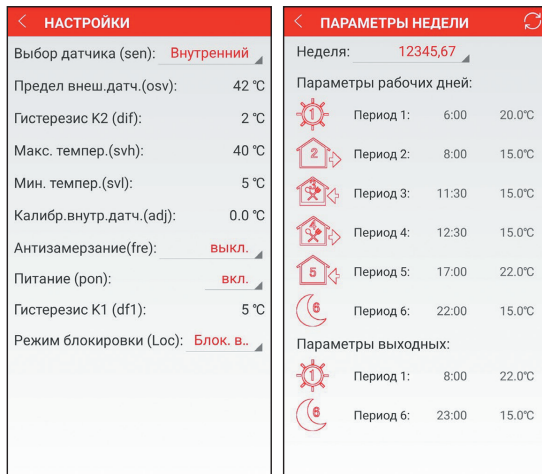 НАСТРОЙКИ
Выбор датчика (sen): Внутренний
Предел внеш.датч.(osv): 42 ℃
Гистерезис K2 (dif): 2 ℃
Макс. темпер.(svh): 40 ℃
Мин. темпер.(svl): 5 ℃
Калибр.внутр.датч.(adj): 0.0 ℃
Антизамерзание(fre): выкл.
Питание (pon): вкл.
Гистерезис K1 (df1): 5 ℃
Режим блокировки (Loc): Блок. в..
ПАРАМЕТРЫ НЕДЕЛИ
Неделя: 12345,67
Параметры рабочих дней:
1 Период 1: 6:00 20.0℃
2 Период 2: 8:00 15.0℃
Период 3: 11:30 15.0℃
Период 4: 12:30 15.0℃
5 Период 5: 17:00 22.0℃
6 Период 6: 22:00 15.0℃
Параметры выходных:
1 Период 1: 8:00 22.0℃
6 Период 6: 23:00 15.0℃